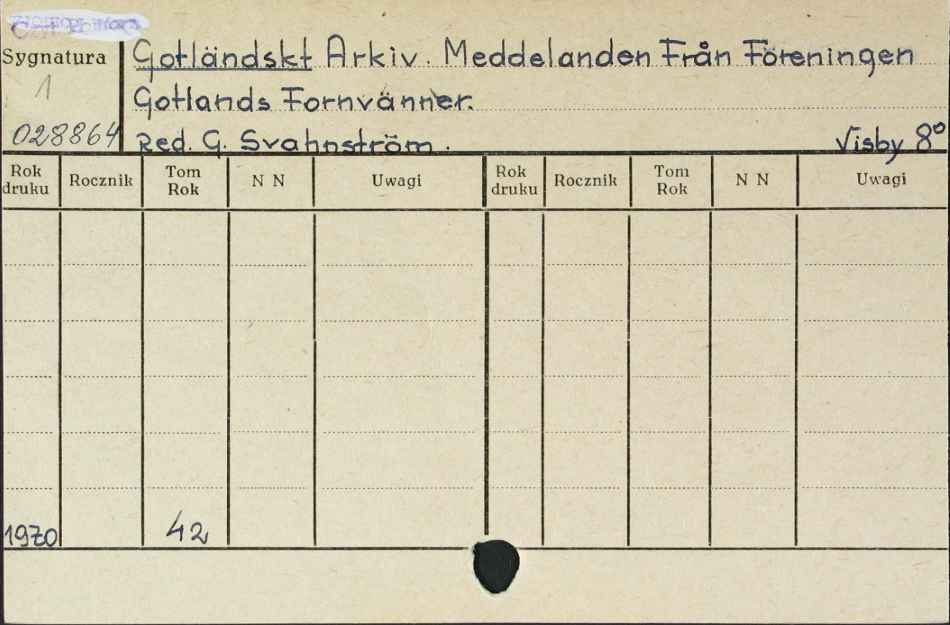 Sygnatura
1
028864
Gotländskt Arkiv. Meddelanden Från Föreningen
Gotlands Fornvänner.
Red. G. Svahnström. Visby 8°
Rok druku Rocznik Tom Rok N N Uwagi Rok druku Rocznik Tom Rok N N Uwagi
1970 42